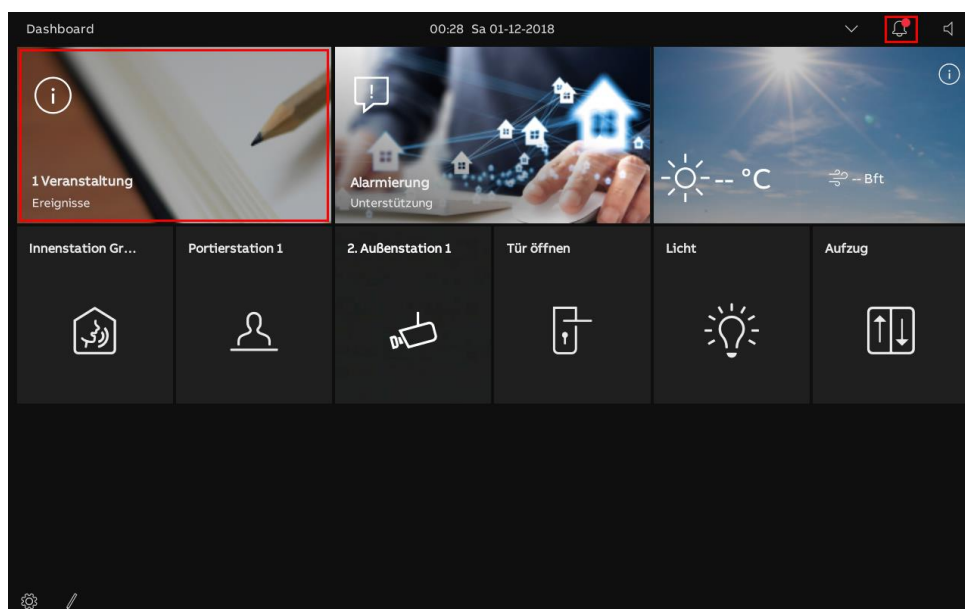 Dashboard
00:28 Sa 01-12-2018
1 Veranstaltung
Ereignisse
Alarmierung
Unterstützung
-- °C
-- Bft
Innenstation Gr...
Portierstation 1
2. Außenstation 1
Tür öffnen
Licht
Aufzug